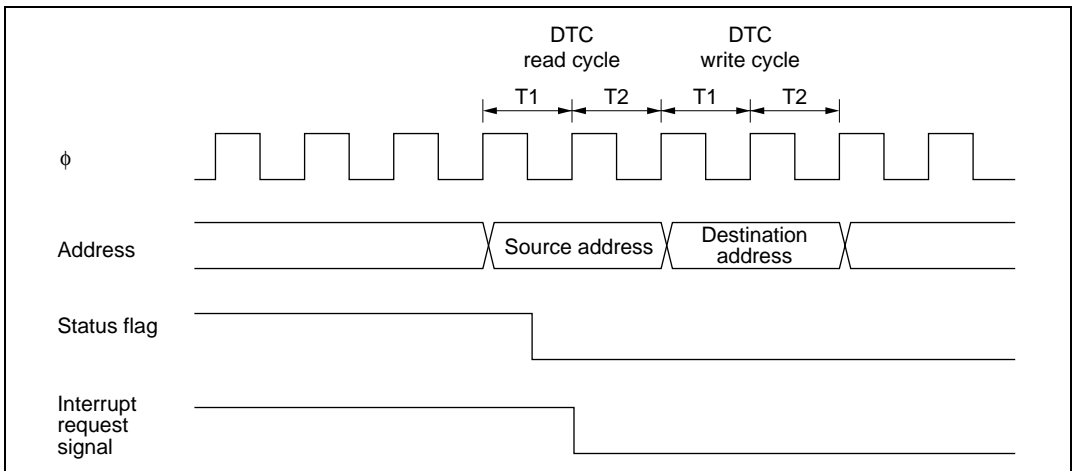 DTC
read cycle
DTC
write cycle
T1 T2 T1 T2
ϕ
Address
Source address
Destination
address
Status flag
Interrupt
request
signal